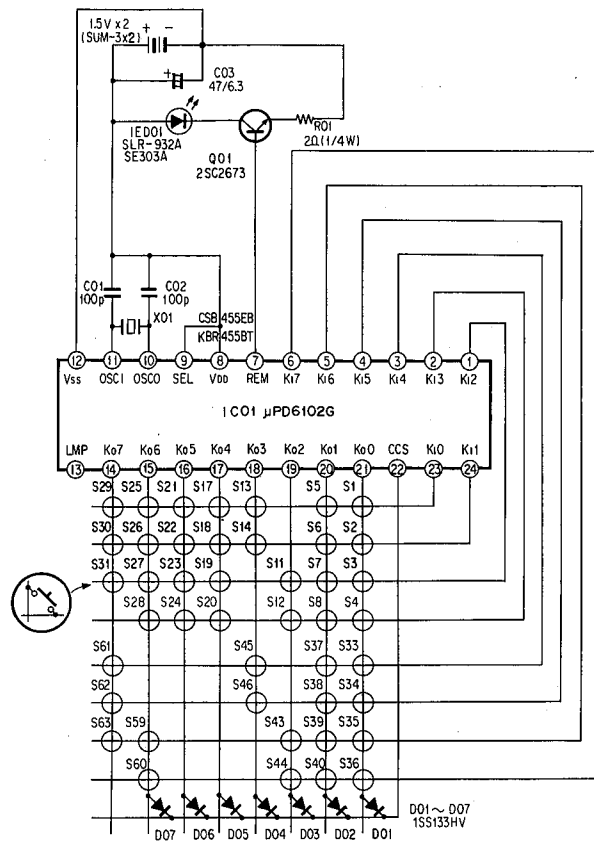 1.5V x 2
(SUM-3x2)
+ -
+
C03
47/6.3
IED01
SLR-932A
SE303A
Q01
2SC2673
R01
2Ω(1/4W)
C01
100p
C02
100p
X01
CSB 455EB
KBR 455BT
12 11 10 9 8 7 6 5 4 3 2 1
Vss OSCI OSCO SEL VDD REM KI7 KI6 KI5 KI4 KI3 KI2
IC01 μPD6102G
LMP KO7 KO6 KO5 KO4 KO3 KO2 KO1 KO0 CCS KI0 KI1
13 14 15 16 17 18 19 20 21 22 23 24
S29 S25 S21 S17 S13 S5 S1
S30 S26 S22 S18 S14 S6 S2
S31 S27 S23 S19 S11 S7 S3
S28 S24 S20 S12 S8 S4
S61 S45 S37 S33
S62 S46 S38 S34
S63 S59 S43 S39 S35
S60 S44 S40 S36
D01~D07
1SS133HV
D07 D06 D05 D04 D03 D02 D01